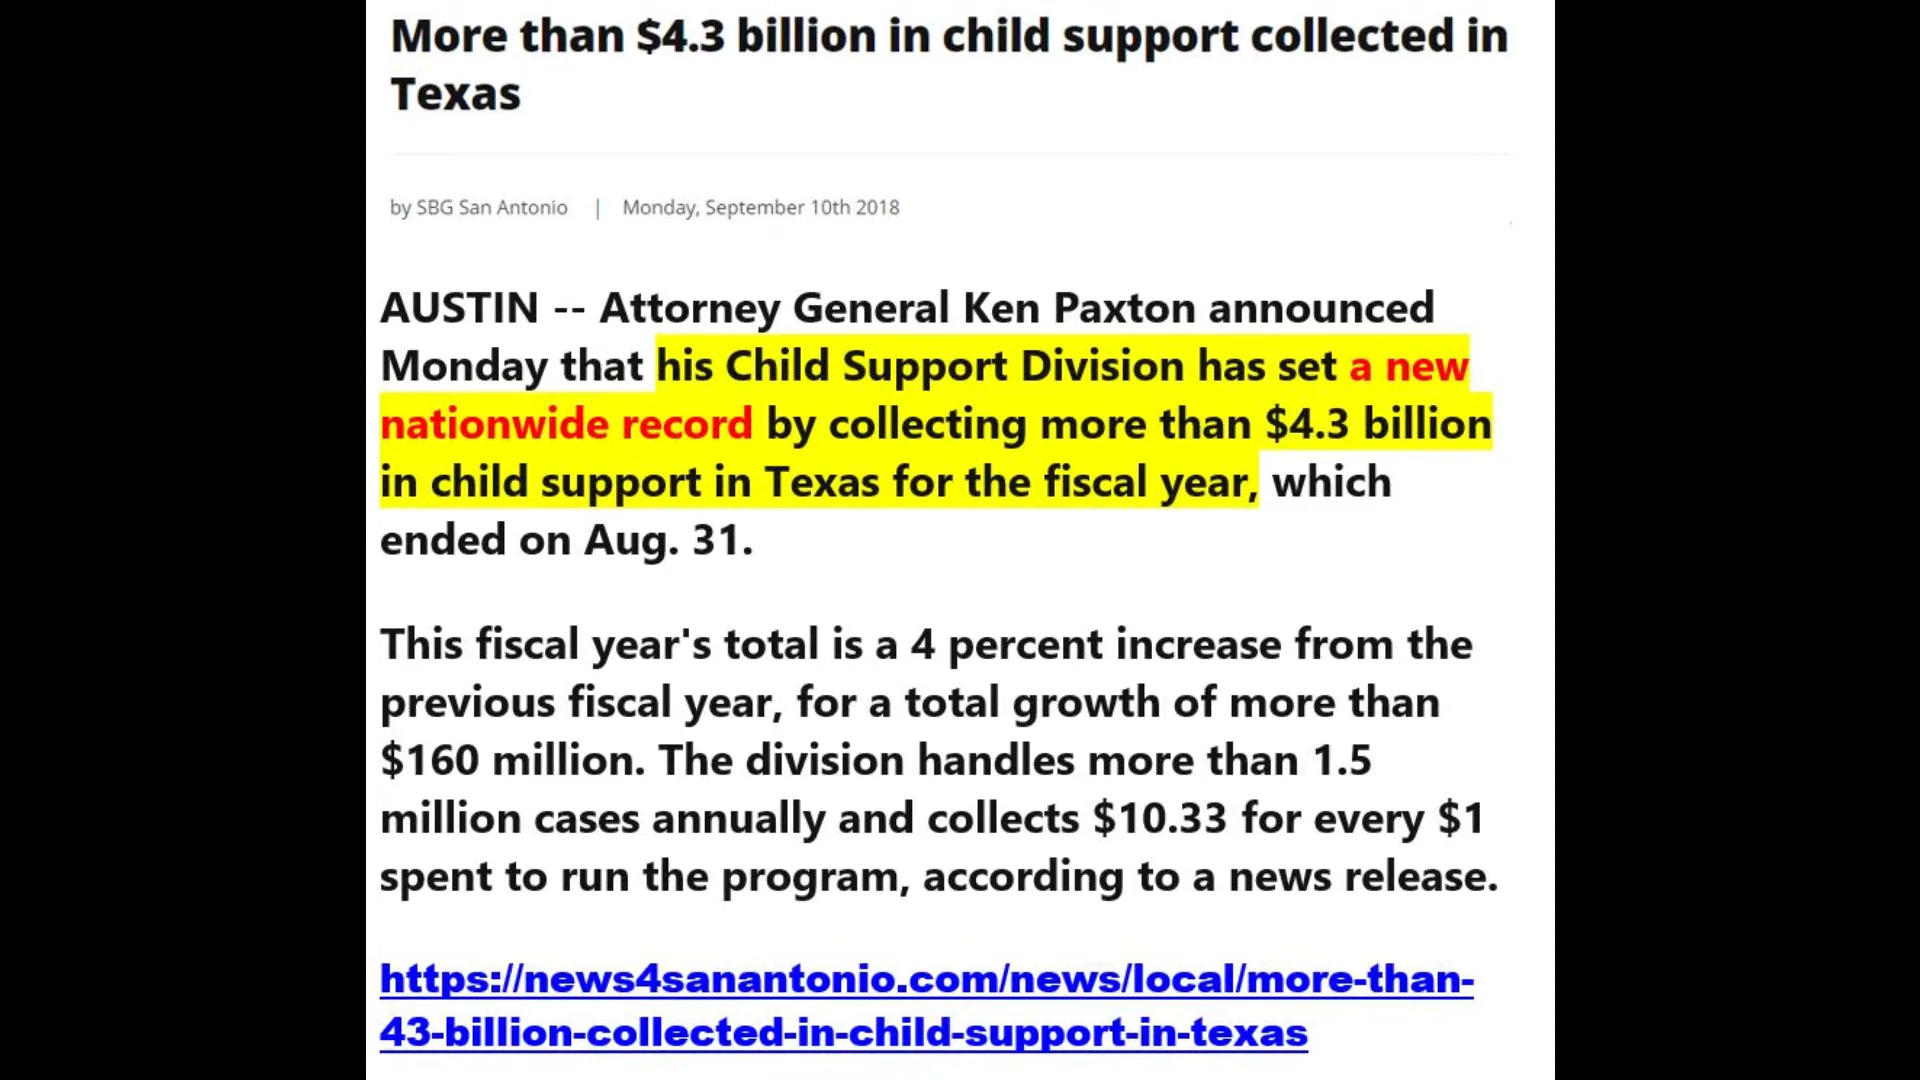 More than $4.3 billion in child support collected in
Texas
by SBG San Antonio | Monday, September 10th 2018
AUSTIN -- Attorney General Ken Paxton announced
Monday that his Child Support Division has set a new
nationwide record by collecting more than $4.3 billion
in child support in Texas for the fiscal year, which
ended on Aug. 31.
This fiscal year's total is a 4 percent increase from the
previous fiscal year, for a total growth of more than
$160 million. The division handles more than 1.5
million cases annually and collects $10.33 for every $1
spent to run the program, according to a news release.
https://news4sanantonio.com/news/local/more-than-
43-billion-collected-in-child-support-in-texas